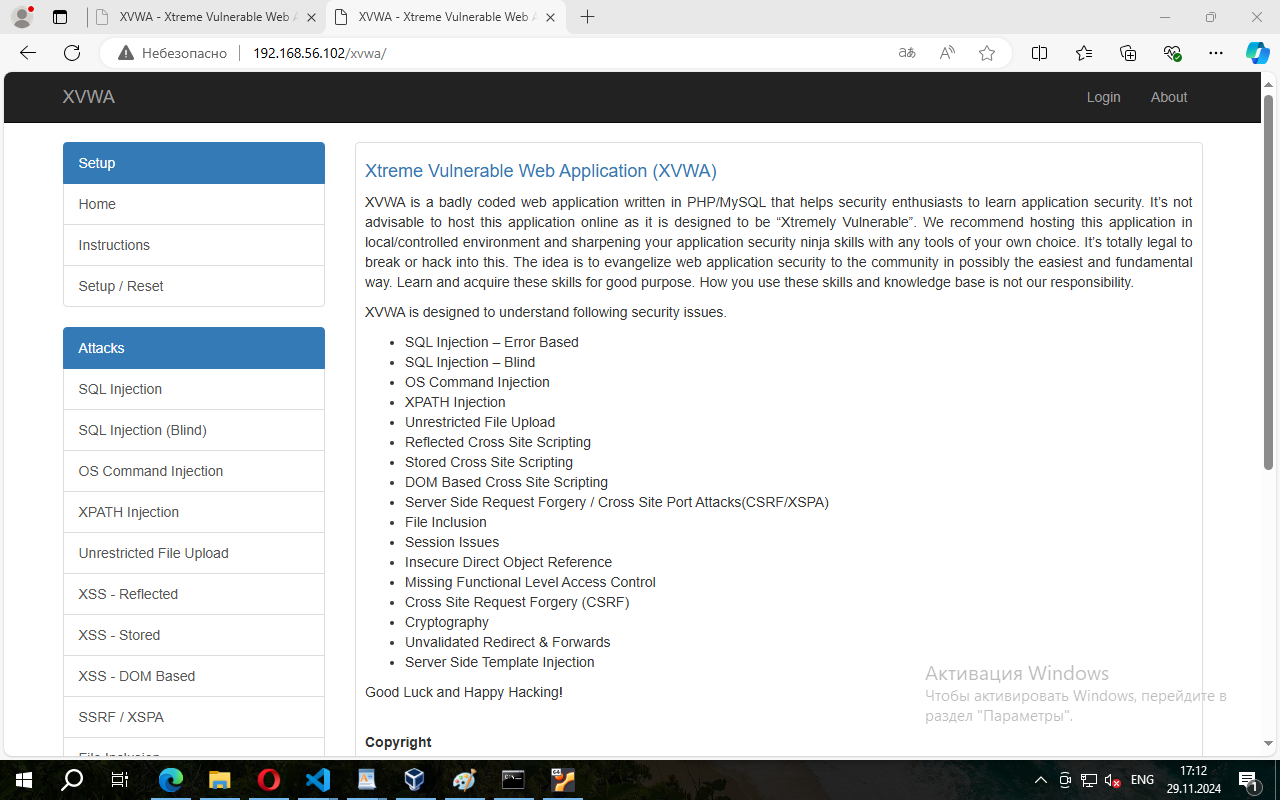 XVWA - Xtreme Vulnerable Web A
XVWA - Xtreme Vulnerable Web A
Небезопасно
192.168.56.102/xvwa/
XVWA
Login
About
Setup
Home
Instructions
Setup / Reset
Attacks
SQL Injection
SQL Injection (Blind)
OS Command Injection
XPATH Injection
Unrestricted File Upload
XSS - Reflected
XSS - Stored
XSS - DOM Based
SSRF / XSPA
File Inclusion
Xtreme Vulnerable Web Application (XVWA)
XVWA is a badly coded web application written in PHP/MySQL that helps security enthusiasts to learn application security. It’s not
advisable to host this application online as it is designed to be “Xtremely Vulnerable”. We recommend hosting this application in
local/controlled environment and sharpening your application security ninja skills with any tools of your own choice. It’s totally legal to
break or hack into this. The idea is to evangelize web application security to the community in possibly the easiest and fundamental
way. Learn and acquire these skills for good purpose. How you use these skills and knowledge base is not our responsibility.
XVWA is designed to understand following security issues.
SQL Injection – Error Based
SQL Injection – Blind
OS Command Injection
XPATH Injection
Unrestricted File Upload
Reflected Cross Site Scripting
Stored Cross Site Scripting
DOM Based Cross Site Scripting
Server Side Request Forgery / Cross Site Port Attacks(CSRF/XSPA)
File Inclusion
Session Issues
Insecure Direct Object Reference
Missing Functional Level Access Control
Cross Site Request Forgery (CSRF)
Cryptography
Unvalidated Redirect & Forwards
Server Side Template Injection
Good Luck and Happy Hacking!
Copyright
Активация Windows
Чтобы активировать Windows, перейдите в
раздел "Параметры".
ENG
17:12
29.11.2024
1